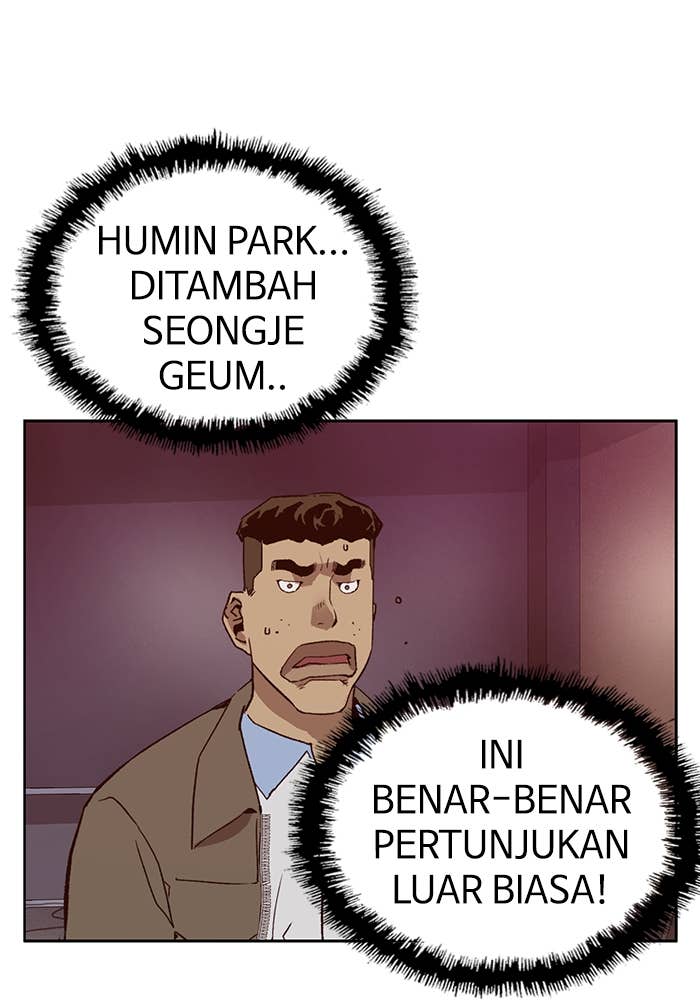 HUMIN PARK...
DITAMBAH
SEONGJE
GEUM..
INI
BENAR-BENAR
PERTUNJUKAN
LUAR BIASA!